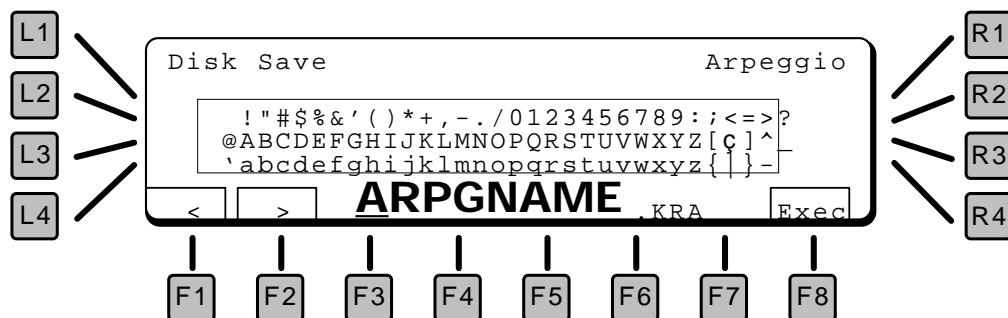 L1 R1
Disk Save Arpeggio
L2 R2
!"#$%&'()*+,-./0123456789:;<=>?
@ABCDEFGHIJKLMNOPQRSTUVWXYZ[ç]^_
L3 R3
‘abcdefghijklmnopqrstuvwxyz{|}-
L4 < > ARPGNAME .KRA Exec R4
F1 F2 F3 F4 F5 F6 F7 F8